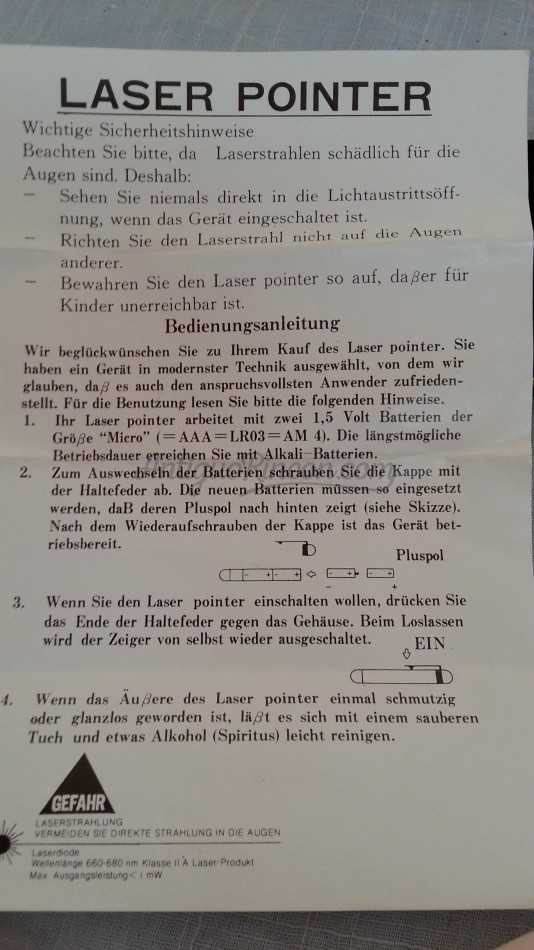 LASER POINTER
Wichtige Sicherheitshinweise
Beachten Sie bitte, da Laserstrahlen schädlich für die
Augen sind. Deshalb:
– Sehen Sie niemals direkt in die Lichtaustrittsöff-
nung, wenn das Gerät eingeschaltet ist.
– Richten Sie den Laserstrahl nicht auf die Augen
anderer.
– Bewahren Sie den Laser pointer so auf, daβer für
Kinder unerreichbar ist.
Bedienungsanleitung
Wir beglückwünschen Sie zu Ihrem Kauf des Laser pointer. Sie
haben ein Gerät in modernster Technik ausgewählt, von dem wir
glauben, daβ es auch den anspruchsvollsten Anwender zufrieden-
stellt. Für die Benutzung lesen Sie bitte die folgenden Hinweise.
1. Ihr Laser pointer arbeitet mit zwei 1,5 Volt Batterien der
Gröβe “Micro” (=AAA=LR03=AM 4). Die längstmögliche
Betriebsdauer erreichen Sie mit Alkali-Batterien.
AntiguoRincon.com
2. Zum Auswechseln der Batterien schrauben Sie die Kappe mit
der Haltefeder ab. Die neuen Batterien müssen so eingesetzt
werden, daB deren Pluspol nach hinten zeigt (siehe Skizze).
Nach dem Wiederaufschrauben der Kappe ist das Gerät bet-
riebsbereit.
Pluspol
– + – + – + – +
– +
3. Wenn Sie den Laser pointer einschalten wollen, drücken Sie
das Ende der Haltefeder gegen das Gehäuse. Beim Loslassen
wird der Zeiger von selbst wieder ausgeschaltet.
EIN
4. Wenn das Äuβere des Laser pointer einmal schmutzig
oder glanzlos geworden ist, läβt es sich mit einem sauberen
Tuch und etwas Alkohol (Spiritus) leicht reinigen.
GEFAHR
LASERSTRAHLUNG
VERMEIDEN SIE DIREKTE STRAHLUNG IN DIE AUGEN
Laserdiode
Wellenlänge 660-680 nm Klasse II A Laser-Produkt
Max Ausgangsleistung < 1 mW